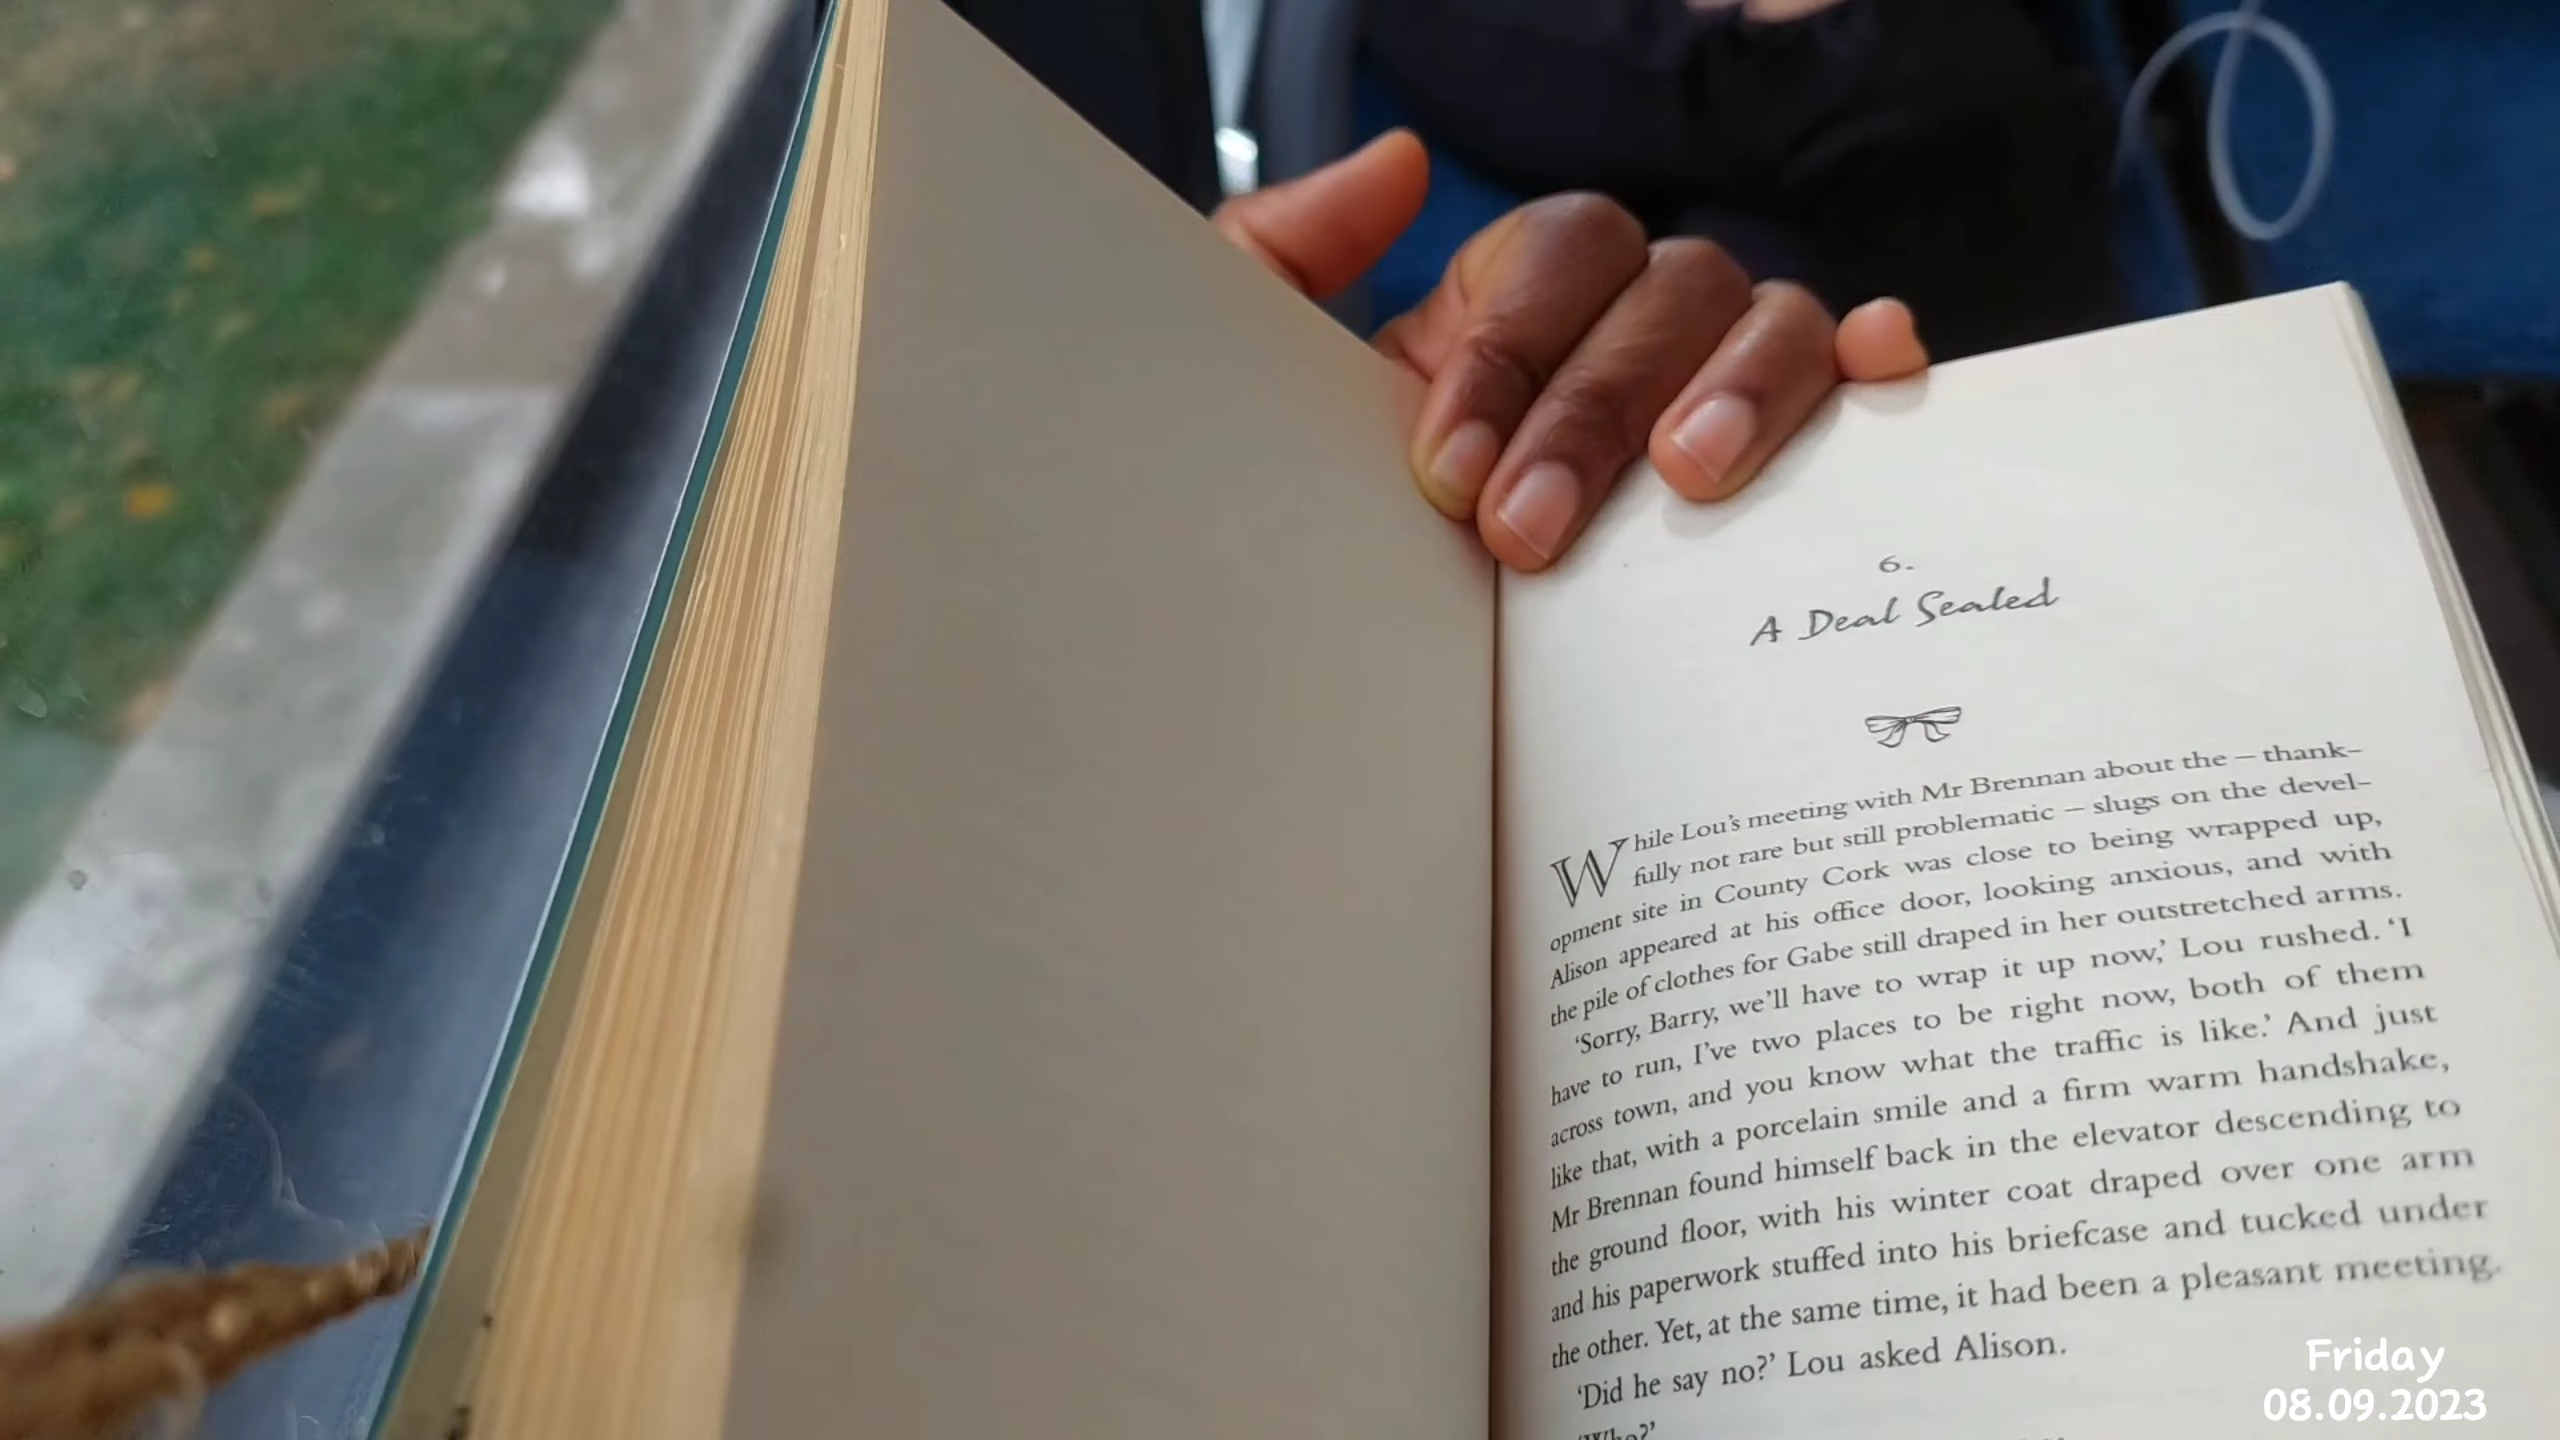 6.
A Deal Sealed
While Lou's meeting with Mr Brennan about the – thank-
fully not rare but still problematic – slugs on the devel-
opment site in County Cork was close to being wrapped up,
Alison appeared at his office door, looking anxious, and with
the pile of clothes for Gabe still draped in her outstretched arms.
'Sorry, Barry, we'll have to wrap it up now,' Lou rushed. 'I
have to run, I've two places to be right now, both of them
across town, and you know what the traffic is like.' And just
like that, with a porcelain smile and a firm warm handshake,
Mr Brennan found himself back in the elevator descending to
the ground floor, with his winter coat draped over one arm
and his paperwork stuffed into his briefcase and tucked under
the other. Yet, at the same time, it had been a pleasant meeting.
'Did he say no?' Lou asked Alison.
'Who?'
Friday
08.09.2023